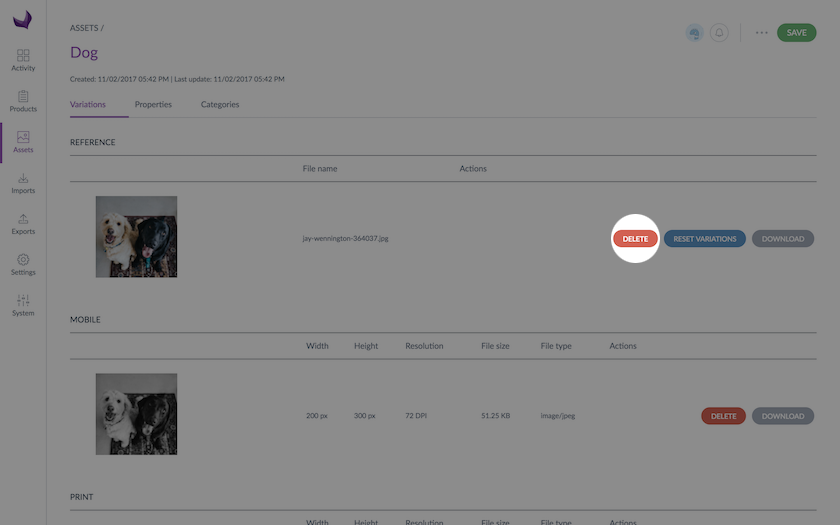 ASSETS /
Dog
SAVE
Created: 11/02/2017 05:42 PM | Last update: 11/02/2017 05:42 PM
Variations Properties Categories
Activity
Products
Assets
Imports
Exports
Settings
System
REFERENCE
File name Actions
jay-wennington-364037.jpg DELETE RESET VARIATIONS DOWNLOAD
MOBILE
Width Height Resolution File size File type Actions
200 px 300 px 72 DPI 51.25 KB image/jpeg DELETE DOWNLOAD
PRINT
Width Height Resolution File size File type Actions